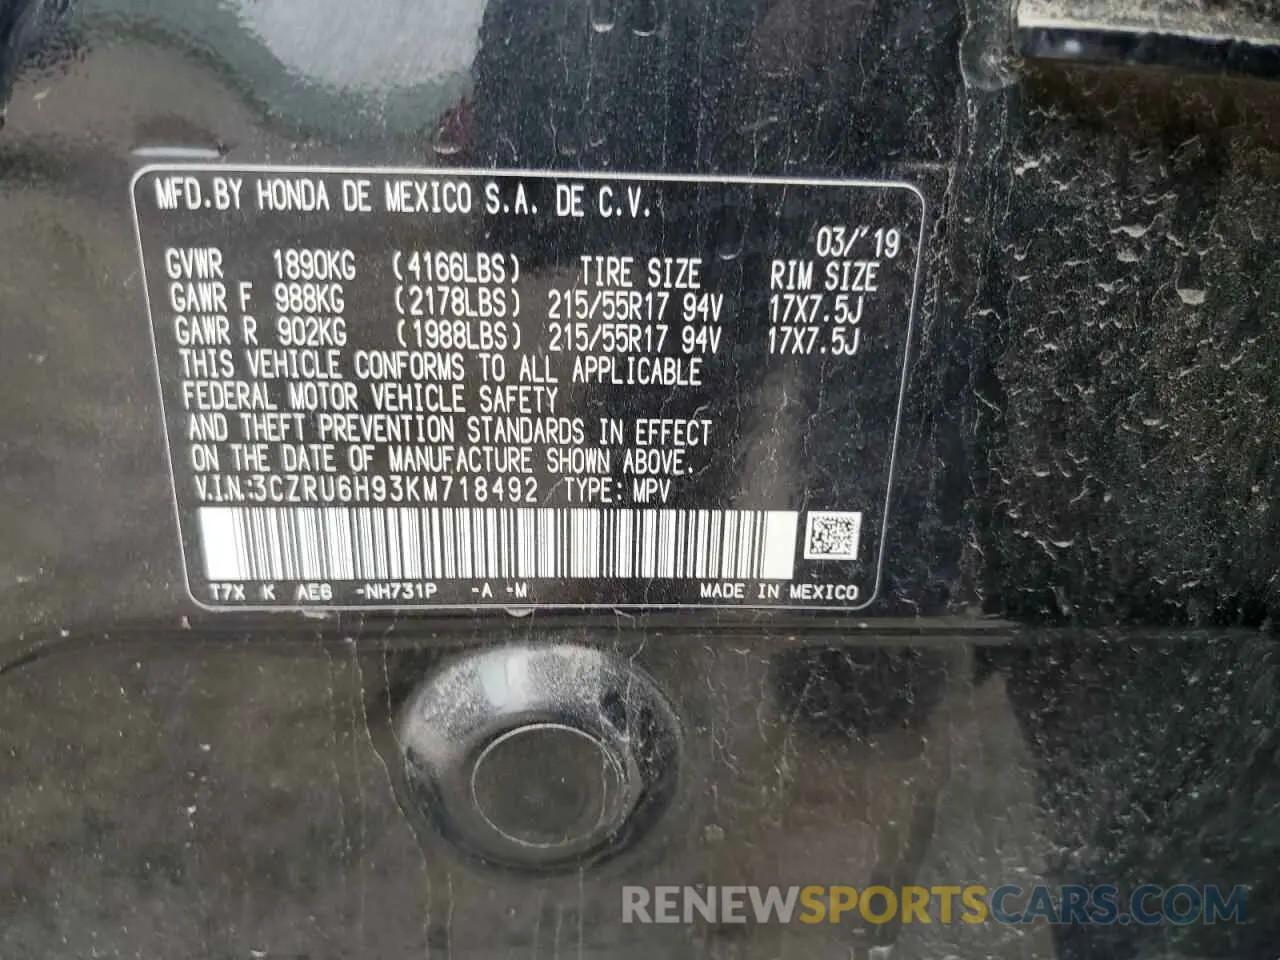 MFD.BY HONDA DE MEXICO S.A. DE C.V.
03/'19
GVWR 1890KG (4166LBS) TIRE SIZE RIM SIZE
GAWR F 988KG (2178LBS) 215/55R17 94V 17X7.5J
GAWR R 902KG (1988LBS) 215/55R17 94V 17X7.5J
THIS VEHICLE CONFORMS TO ALL APPLICABLE
FEDERAL MOTOR VEHICLE SAFETY
AND THEFT PREVENTION STANDARDS IN EFFECT
ON THE DATE OF MANUFACTURE SHOWN ABOVE.
V.I.N:3CZRU6H93KM718492 TYPE: MPV
T7X K AE6 -NH731P -A -M MADE IN MEXICO
RENEWSPORTSCARS.COM